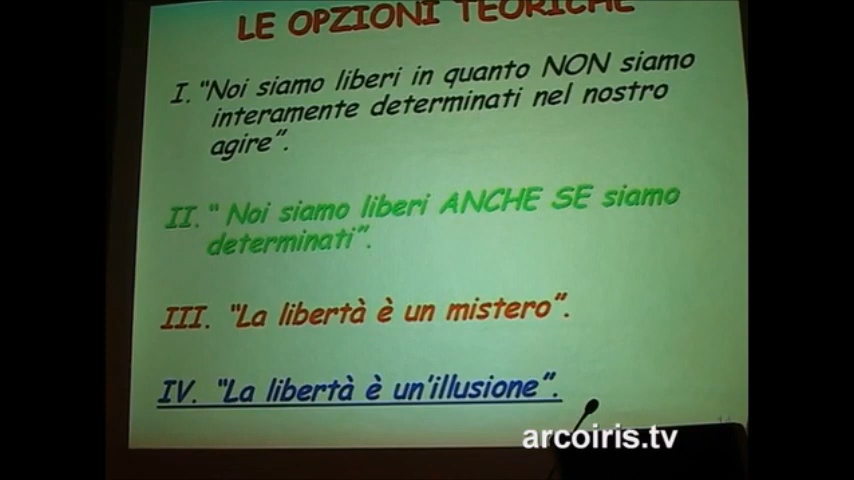 LE OPZIONI TEORICHE
I. "Noi siamo liberi in quanto NON siamo
interamente determinati nel nostro
agire".
II. " Noi siamo liberi ANCHE SE siamo
determinati".
III. "La libertà è un mistero".
IV. "La libertà è un'illusione".
arcoiris.tv